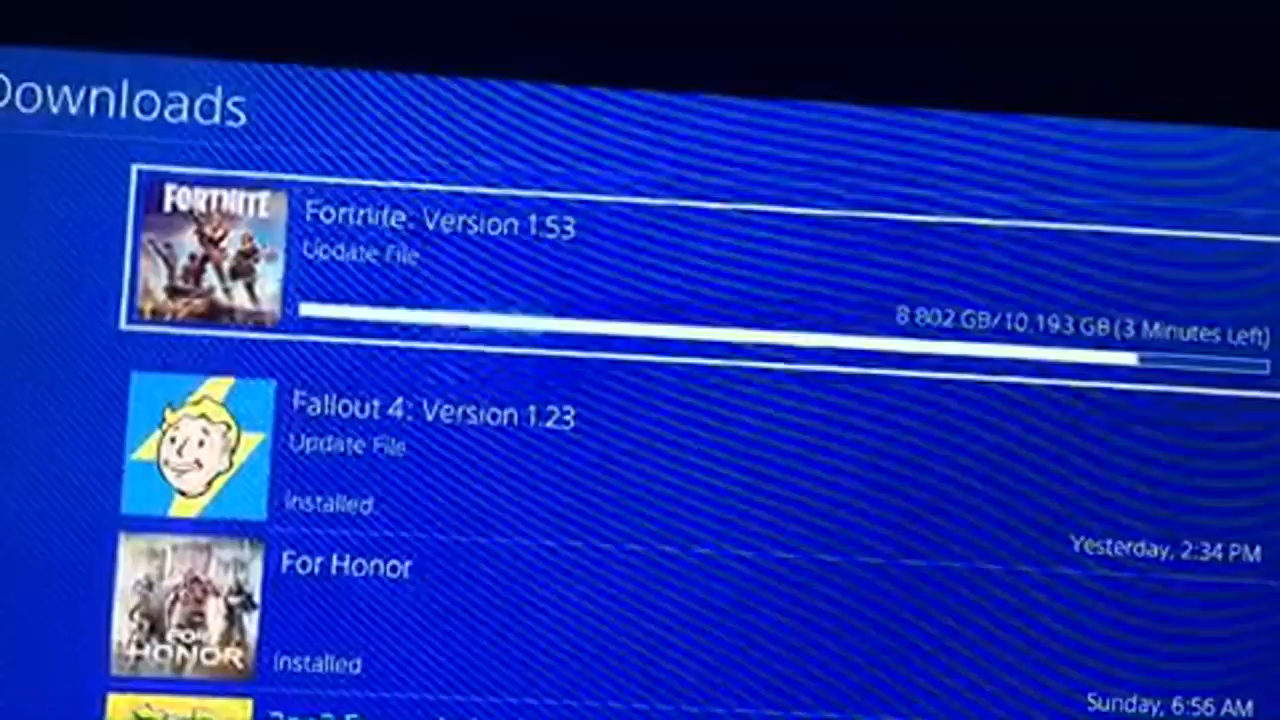 Downloads
FORTNITE
Fortnite: Version 1.53
Update File
8.802 GB/10.193 GB (3 Minutes Left)
Fallout 4: Version 1.23
Update File
Installed
Yesterday, 2:34 PM
For Honor
FOR
HONOR
Installed
Sunday, 6:56 AM